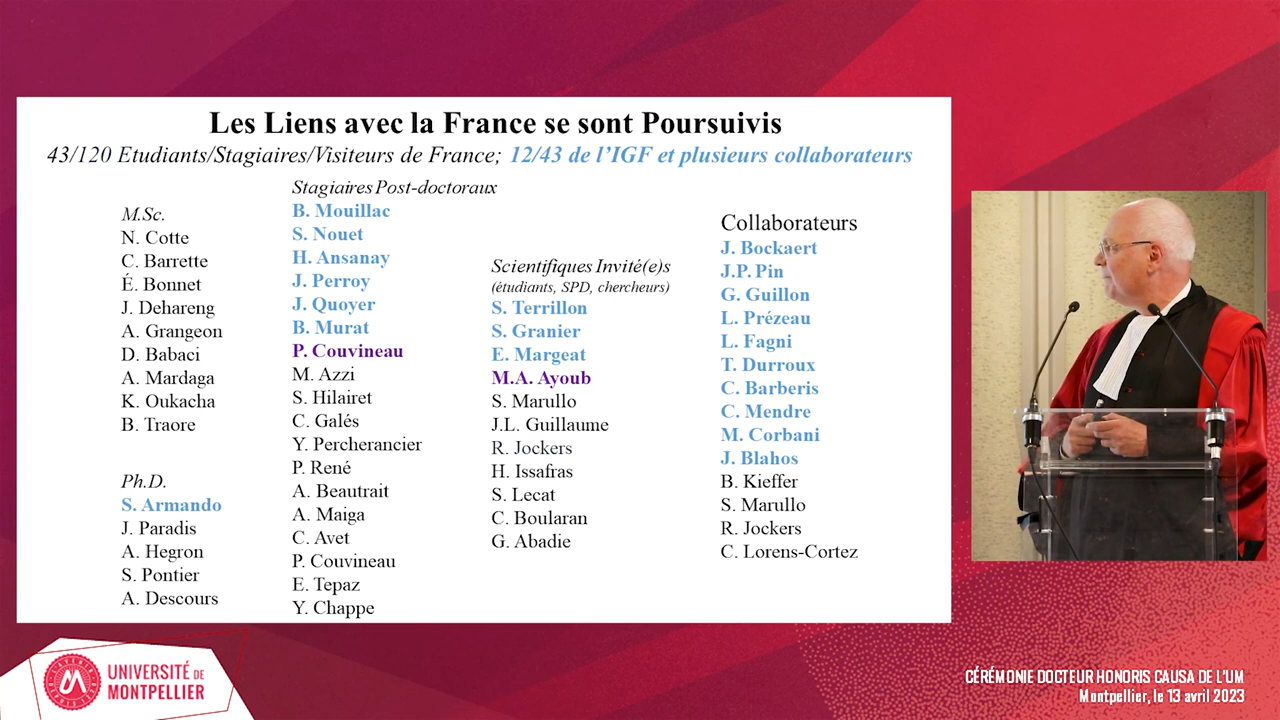 Les Liens avec la France se sont Poursuivis
43/120 Etudiants/Stagiaires/Visiteurs de France; 12/43 de l’IGF et plusieurs collaborateurs
M.Sc.
N. Cotte
C. Barrette
É. Bonnet
J. Dehareng
A. Grangeon
D. Babaci
A. Mardaga
K. Oukacha
B. Traore
Ph.D.
S. Armando
J. Paradis
A. Hegron
S. Pontier
A. Descours
Stagiaires Post-doctoraux
B. Mouillac
S. Nouet
H. Ansanay
J. Perroy
J. Quoyer
B. Murat
P. Couvineau
M. Azzi
S. Hilairet
C. Galés
Y. Percherancier
P. René
A. Beautrait
A. Maiga
C. Avet
P. Couvineau
E. Tepaz
Y. Chappe
Scientifiques Invité(e)s
(étudiants, SPD, chercheurs)
S. Terrillon
S. Granier
E. Margeat
M.A. Ayoub
S. Marullo
J.L. Guillaume
R. Jockers
H. Issafras
S. Lecat
C. Boularan
G. Abadie
Collaborateurs
J. Bockaert
J.P. Pin
G. Guillon
L. Prézeau
L. Fagni
T. Durroux
C. Barberis
C. Mendre
M. Corbani
J. Blahos
B. Kieffer
S. Marullo
R. Jockers
C. Lorens-Cortez
UNIVERSITÉ DE
MONTPELLIER
CÉRÉMONIE DOCTEUR HONORIS CAUSA DE L'UM
Montpellier, le 13 avril 2023